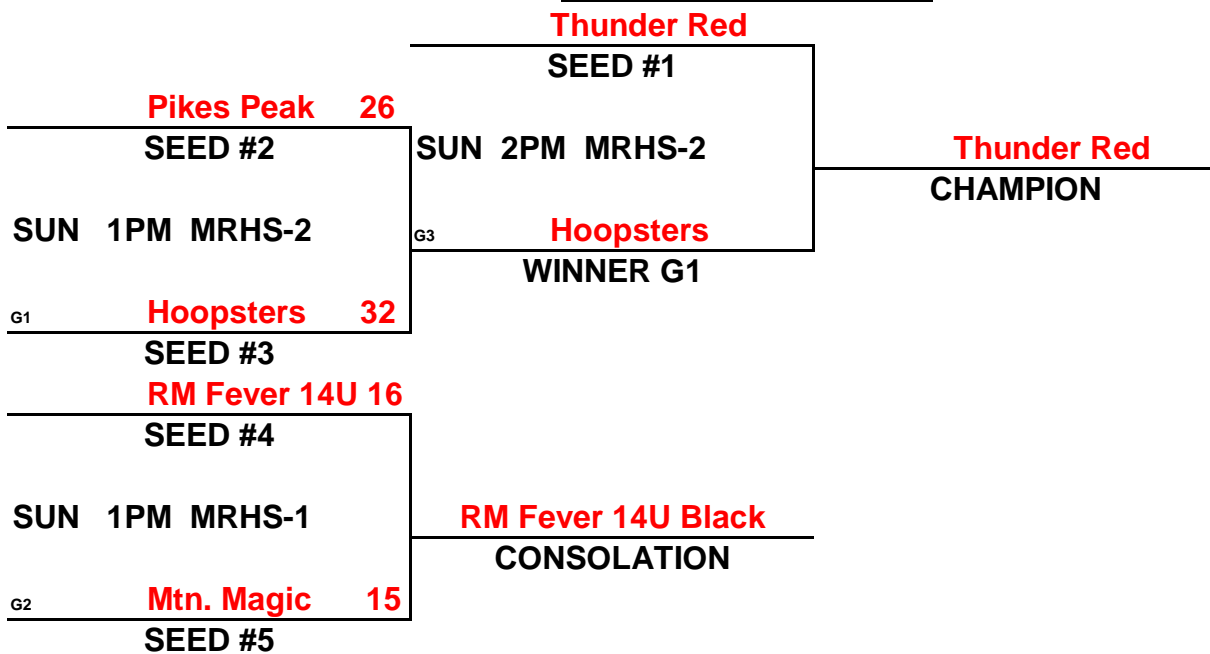 Thunder Red
SEED #1
Pikes Peak 26
SEED #2
SUN 2PM MRHS-2
Thunder Red
CHAMPION
SUN 1PM MRHS-2
G3 Hoopsters
WINNER G1
G1 Hoopsters 32
SEED #3
RM Fever 14U 16
SEED #4
SUN 1PM MRHS-1
RM Fever 14U Black
CONSOLATION
G2 Mtn. Magic 15
SEED #5